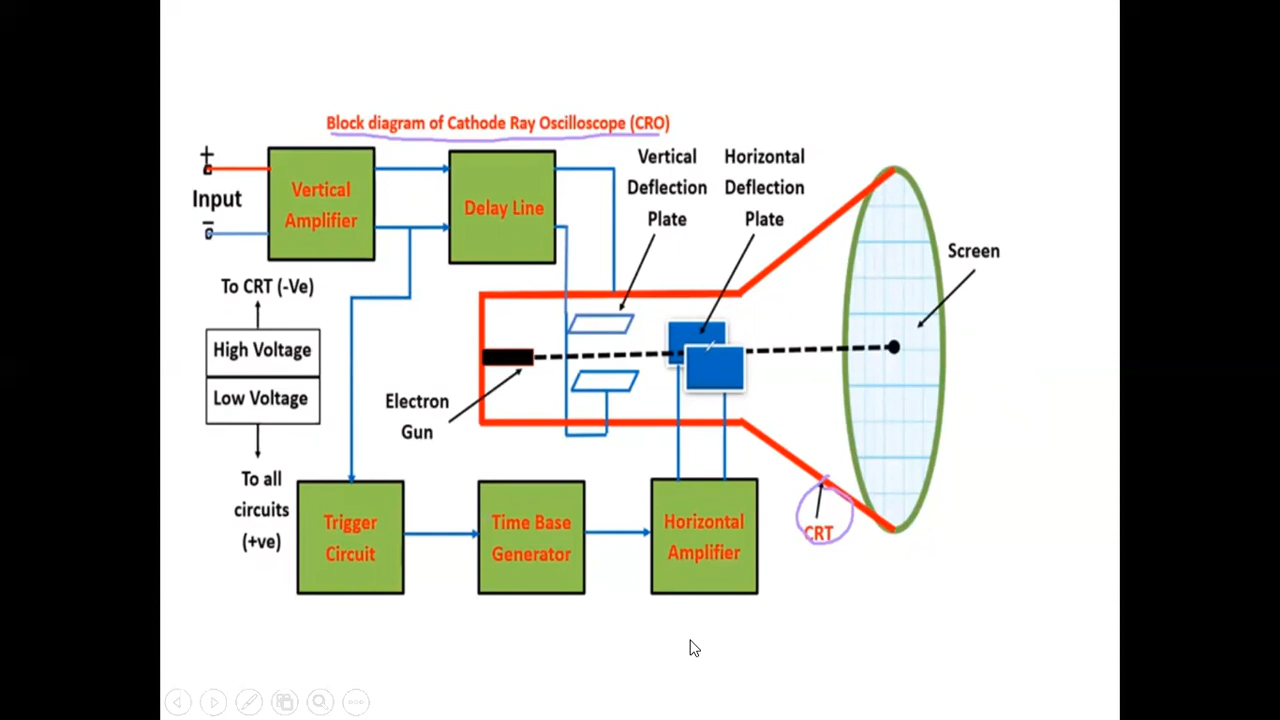 Block diagram of Cathode Ray Oscilloscope (CRO)
+
Input
-
Vertical
Amplifier
Delay Line
Vertical
Deflection
Plate
Horizontal
Deflection
Plate
Screen
To CRT (-Ve)
High Voltage
Low Voltage
To all
circuits
(+ve)
Electron
Gun
Trigger
Circuit
Time Base
Generator
Horizontal
Amplifier
CRT